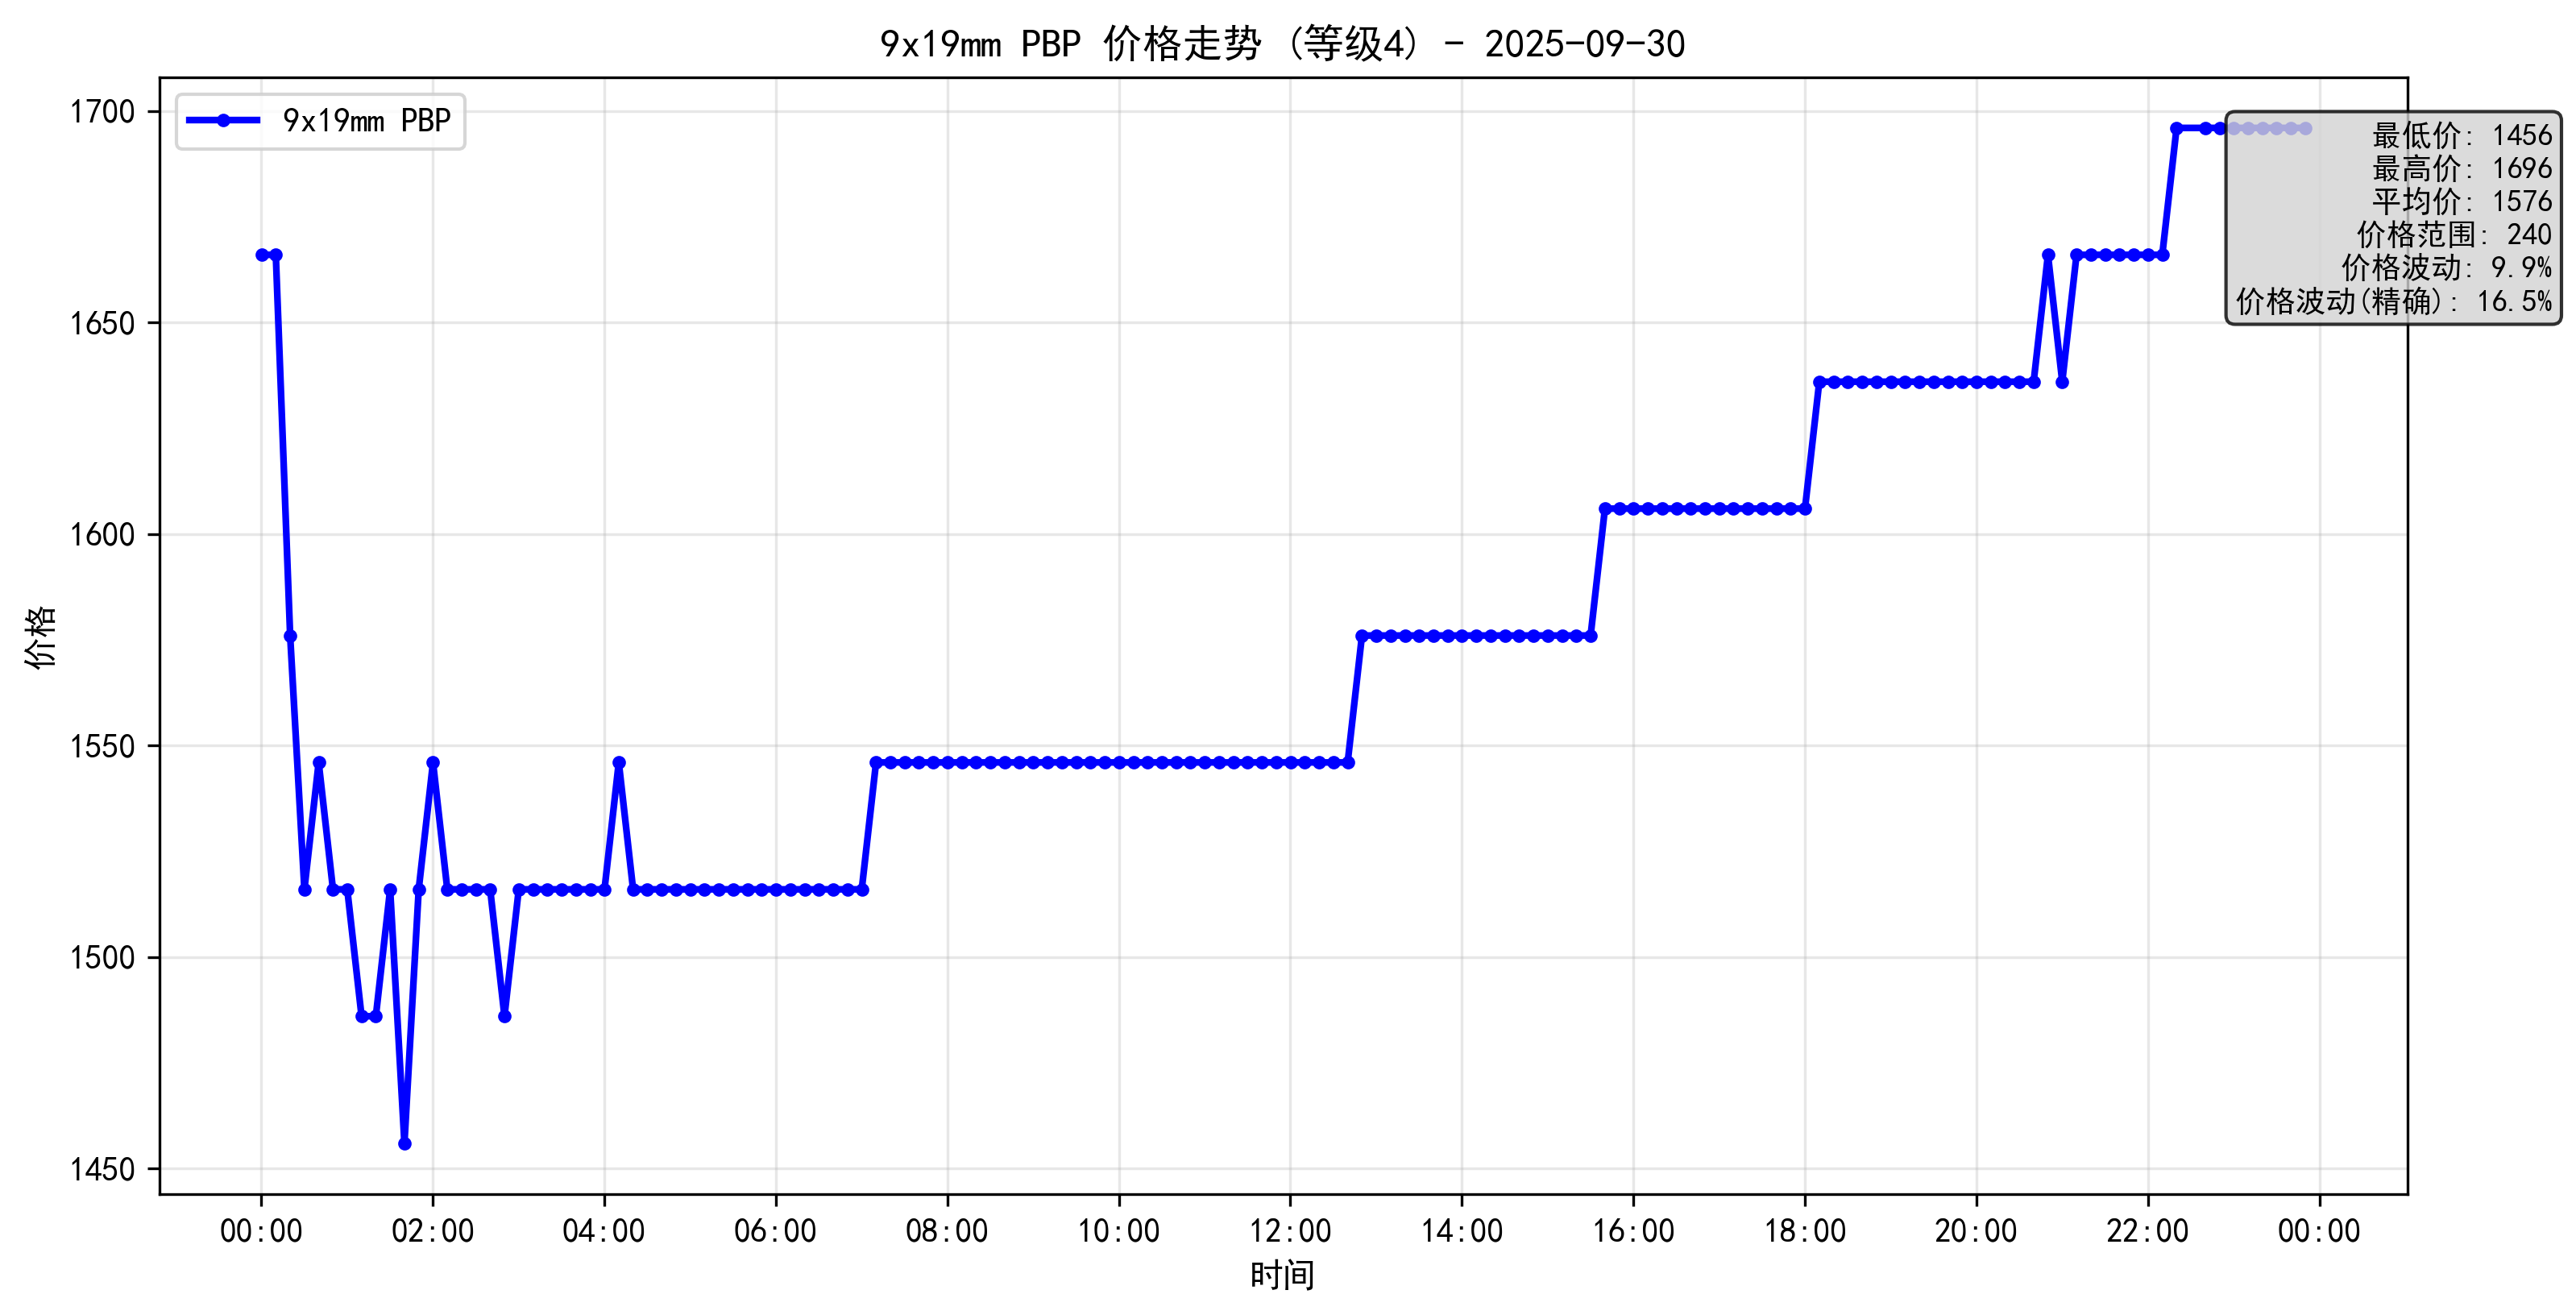 9x19mm PBP 价格走势 (等级4) - 2025-09-30
9x19mm PBP
最低价: 1456
最高价: 1696
平均价: 1576
价格范围: 240
价格波动: 9.9%
价格波动(精确): 16.5%
价格
1700
1650
1600
1550
1500
1450
00:00 02:00 04:00 06:00 08:00 10:00 12:00 14:00 16:00 18:00 20:00 22:00 00:00
时间